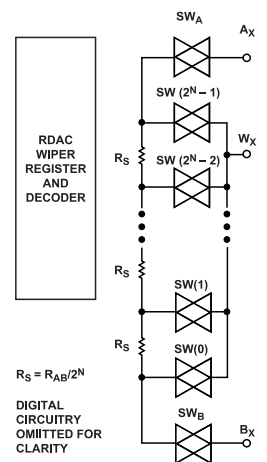 SW_A
A_X
SW (2^N – 1)
RDAC
WIPER
REGISTER
AND
DECODER
W_X
R_S
SW (2^N – 2)
R_S
SW(1)
R_S
SW(0)
R_S = R_AB/2^N
DIGITAL
CIRCUITRY
OMIITED FOR
CLARITY
SW_B
B_X